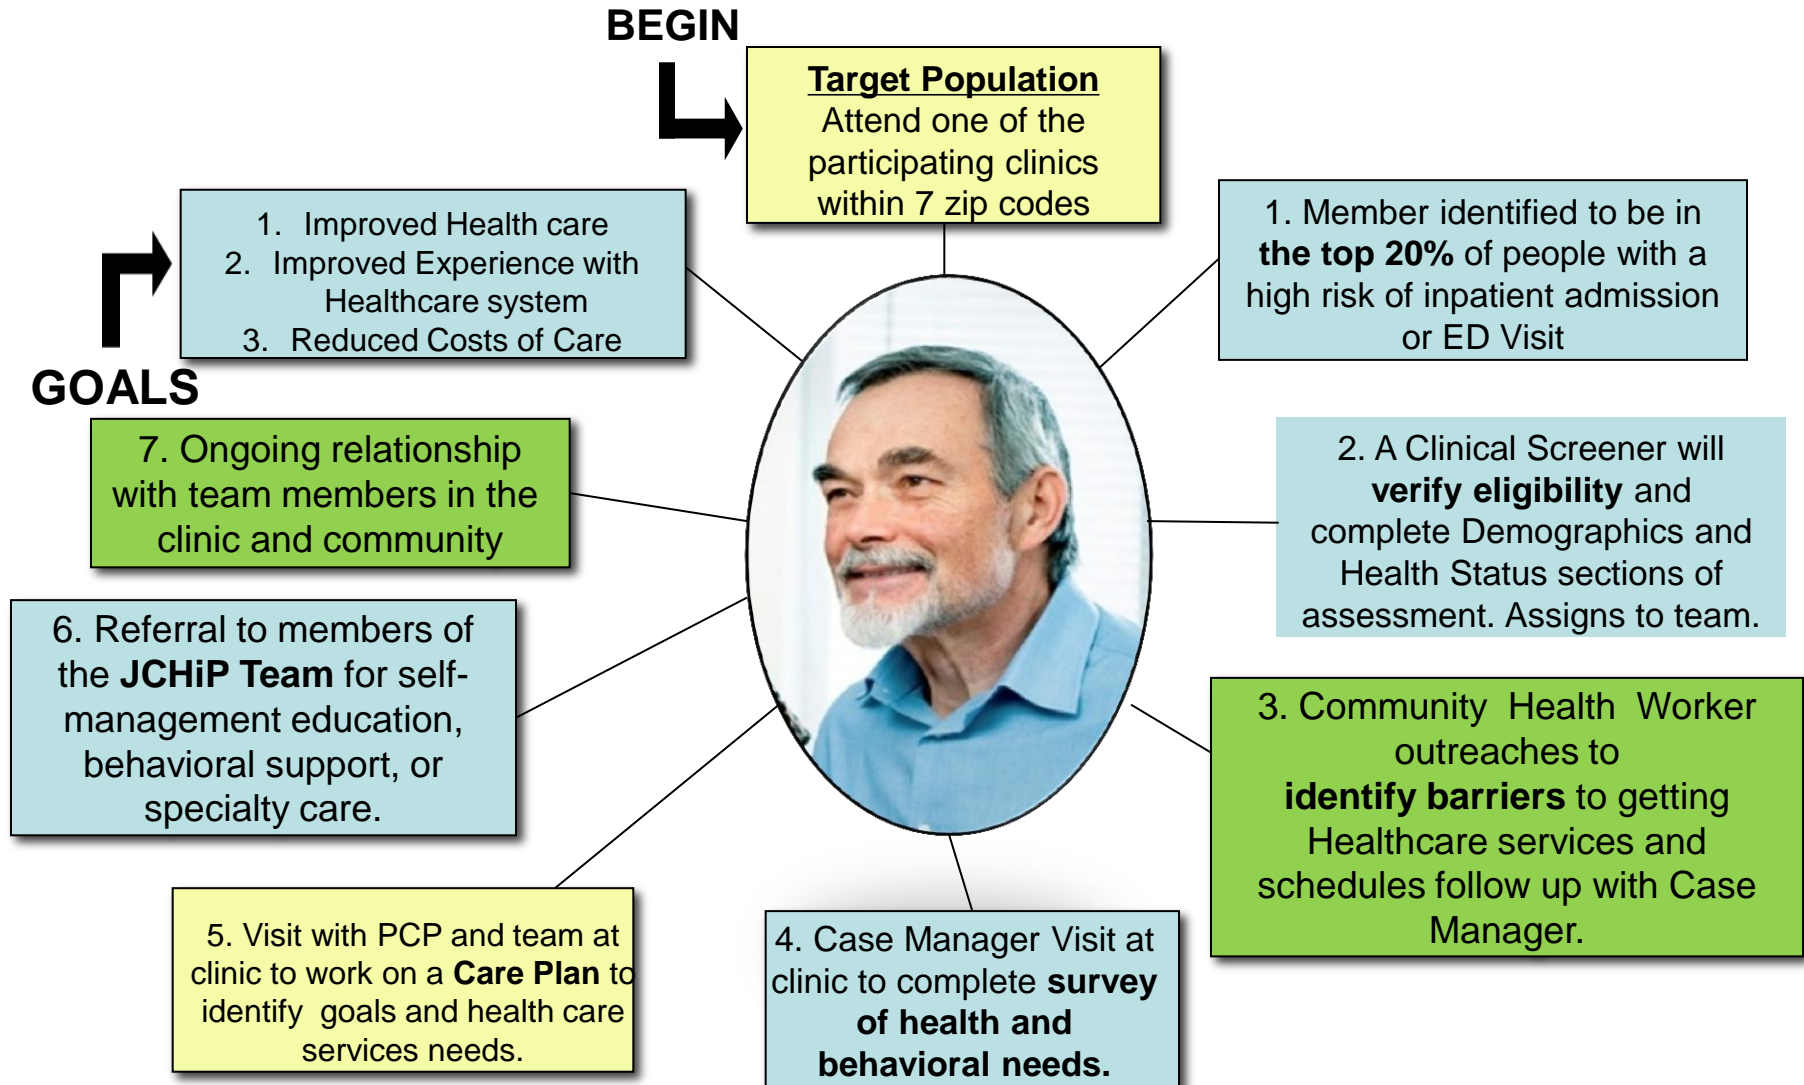 BEGIN
Target Population
Attend one of the
participating clinics
within 7 zip codes
1. Member identified to be in
the top 20% of people with a
high risk of inpatient admission
or ED Visit
2. A Clinical Screener will
verify eligibility and
complete Demographics and
Health Status sections of
assessment. Assigns to team.
3. Community Health Worker
outreaches to
identify barriers to getting
Healthcare services and
schedules follow up with Case
Manager.
4. Case Manager Visit at
clinic to complete survey
of health and
behavioral needs.
5. Visit with PCP and team at
clinic to work on a Care Plan to
identify goals and health care
services needs.
6. Referral to members of
the JCHiP Team for self-
management education,
behavioral support, or
specialty care.
7. Ongoing relationship
with team members in the
clinic and community
GOALS
1. Improved Health care
2. Improved Experience with
Healthcare system
3. Reduced Costs of Care